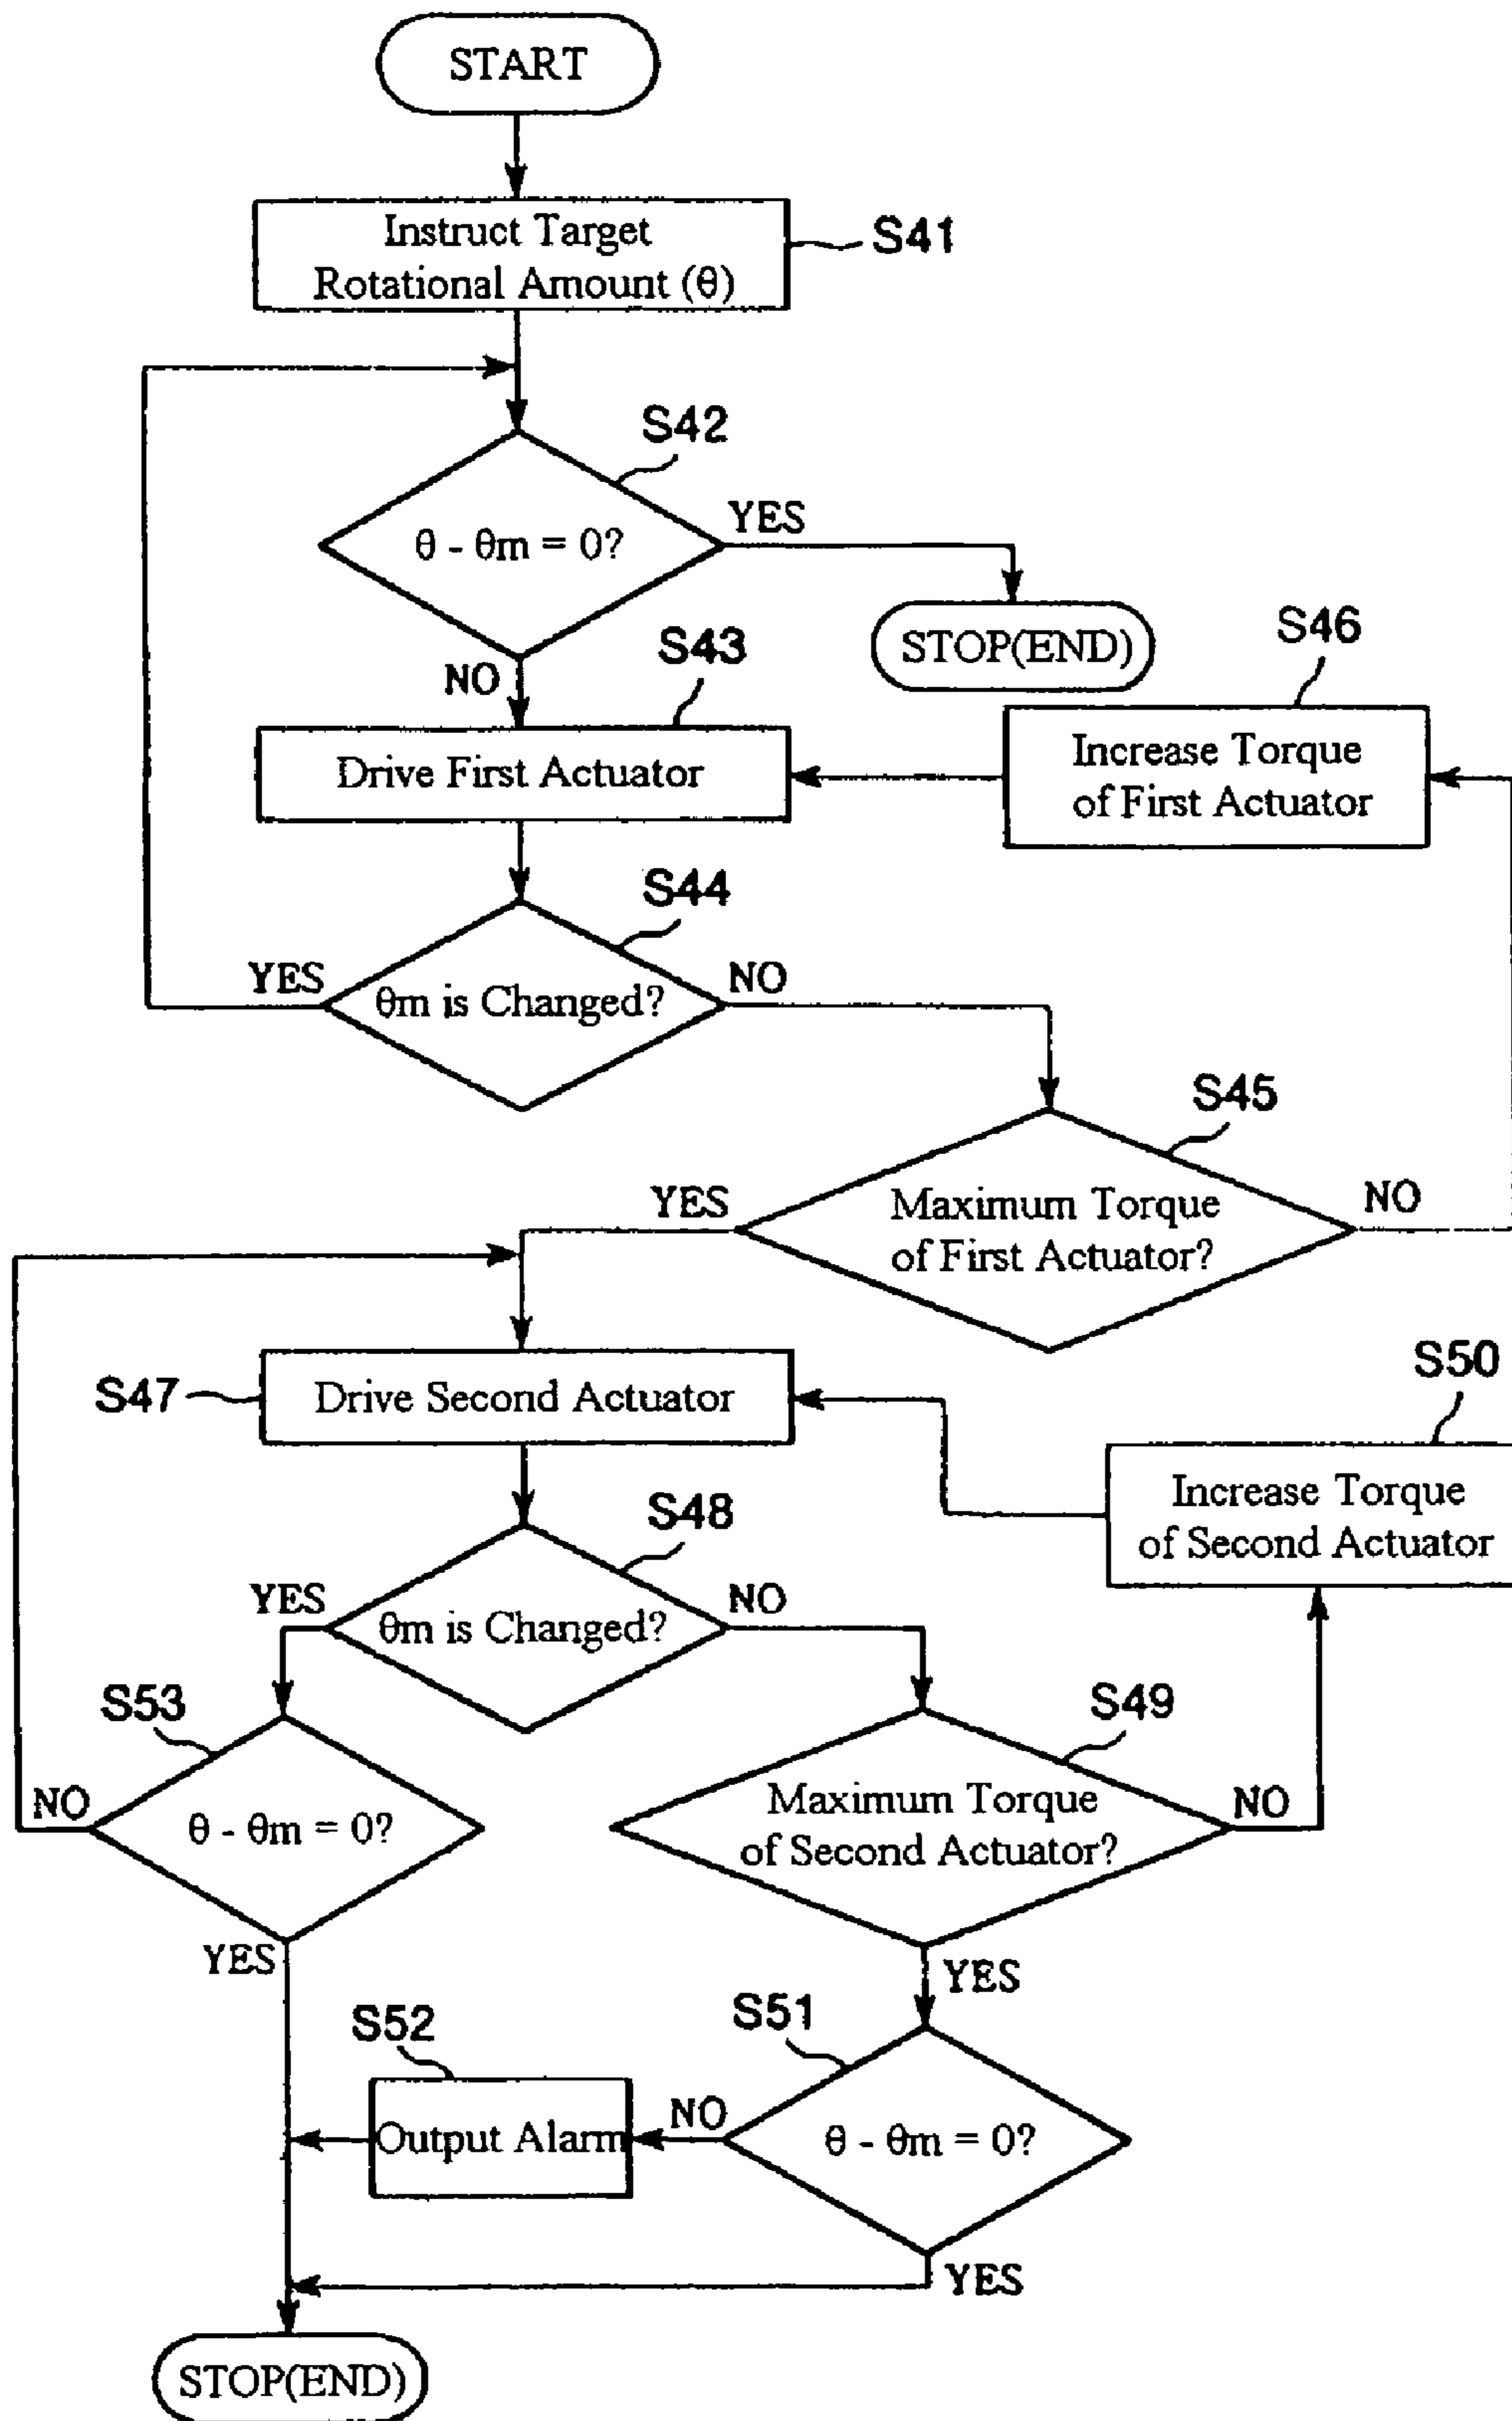 START
Instruct Target
Rotational Amount (θ)
S41
S42
θ - θm = 0?
YES
STOP(END)
NO
S43
Drive First Actuator
S46
Increase Torque
of First Actuator
S44
YES
θm is Changed?
NO
S45
YES
Maximum Torque
of First Actuator?
NO
S47
Drive Second Actuator
S50
Increase Torque
of Second Actuator
S48
YES
θm is Changed?
NO
S53
NO
θ - θm = 0?
YES
S49
Maximum Torque
of Second Actuator?
NO
YES
S52
Output Alarm
S51
NO
θ - θm = 0?
YES
STOP(END)